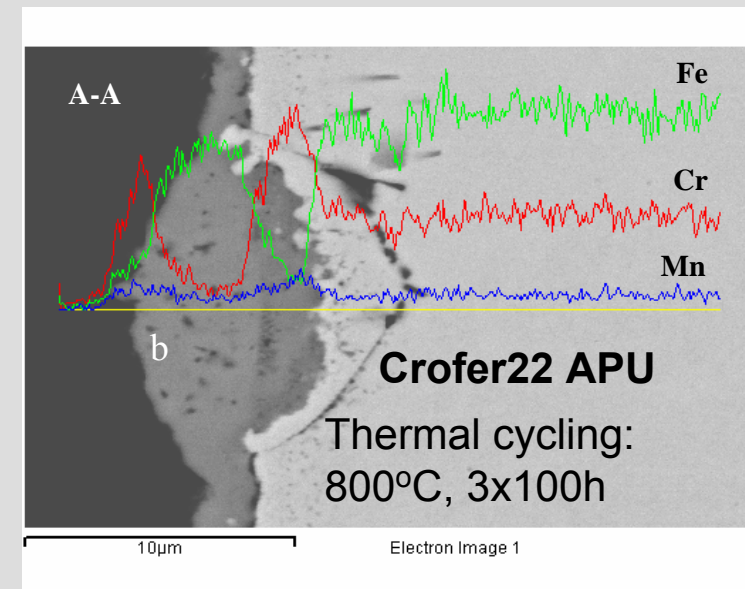 A-A
Fe
Cr
Mn
b
Crofer22 APU
Thermal cycling:
800°C, 3x100h
10µm
Electron Image 1